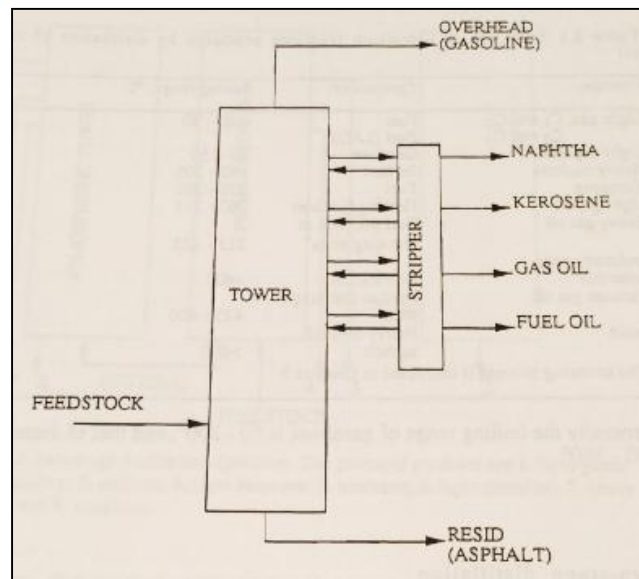 OVERHEAD
(GASOLINE)
NAPHTHA
KEROSENE
STRIPPER
TOWER
GAS OIL
FUEL OIL
FEEDSTOCK
RESID
(ASPHALT)